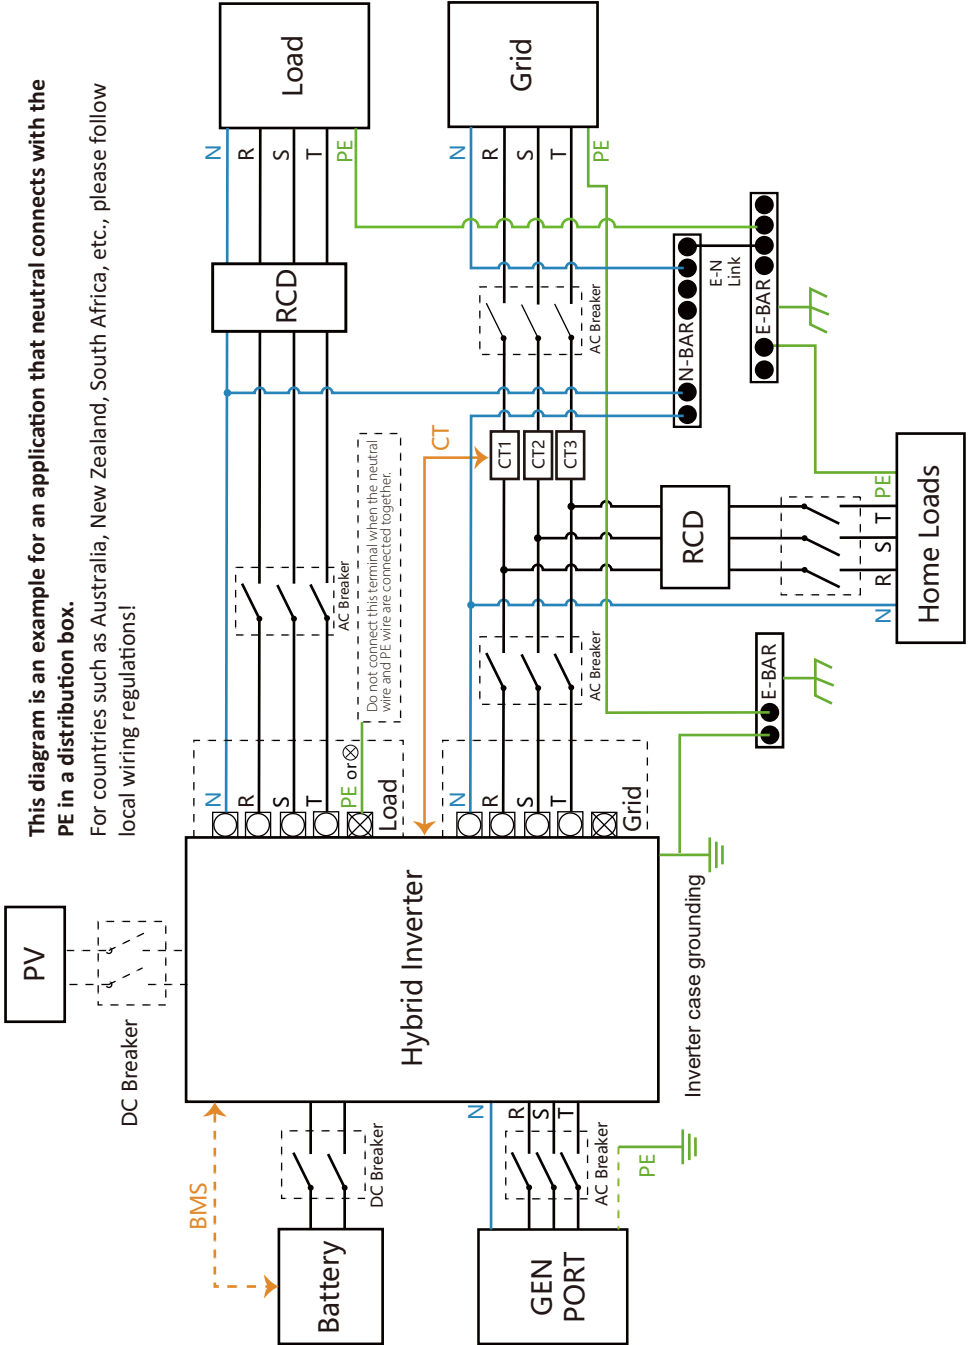 This diagram is an example for an application that neutral connects with the
PE in a distribution box.
For countries such as Australia, New Zealand, South Africa, etc., please follow
local wiring regulations!
PV
DC Breaker
BMS
Battery
DC Breaker
Hybrid Inverter
N
R
S
T
PE or
Load
AC Breaker
Do not connect this terminal when the neutral
wire and PE wire are connected together.
RCD
N
R
S
T
PE
Load
CT
N
R
S
T
Grid
AC Breaker
CT1
CT2
CT3
AC Breaker
N
R
S
T
PE
Grid
N-BAR
E-N
Link
E-BAR
RCD
N
R
S
T
PE
Home Loads
E-BAR
Inverter case grounding
N
R
S
T
AC Breaker
PE
GEN
PORT